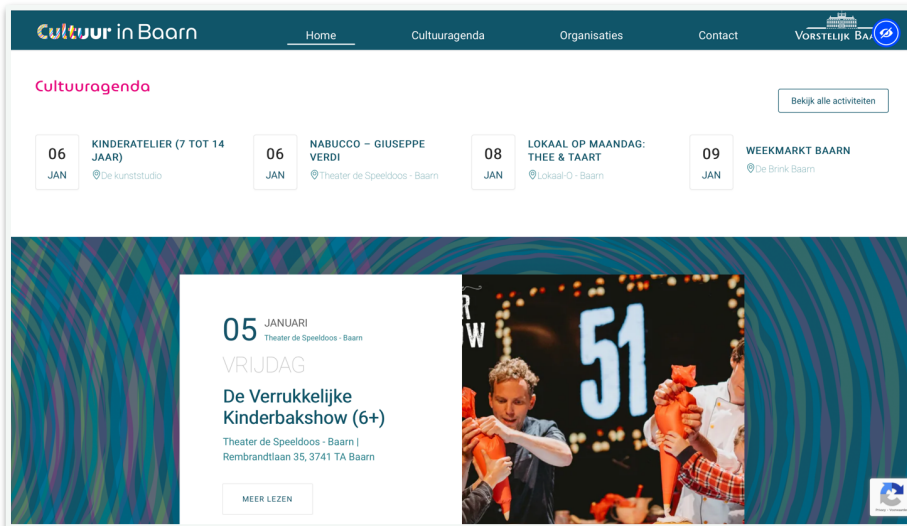 Cultuur in Baarn
Home
Cultuuragenda
Organisaties
Contact
VORSTELIJK
Cultuuragenda
Bekijk alle activiteiten
06
JAN
KINDERATELIER (7 TOT 14
JAAR)
De kunststudio
06
JAN
NABUCCO – GIUSEPPE
VERDI
Theater de Speeldoos - Baarn
08
JAN
LOKAAL OP MAANDAG:
THEE & TAART
Lokaal-O - Baarn
09
JAN
WEEKMARKT BAARN
De Brink Baarn
05
JANUARI
Theater de Speeldoos - Baarn
VRIJDAG
De Verrukkelijke
Kinderbakshow (6+)
Theater de Speeldoos - Baarn |
Rembrandtlaan 35, 3741 TA Baarn
MEER LEZEN
51